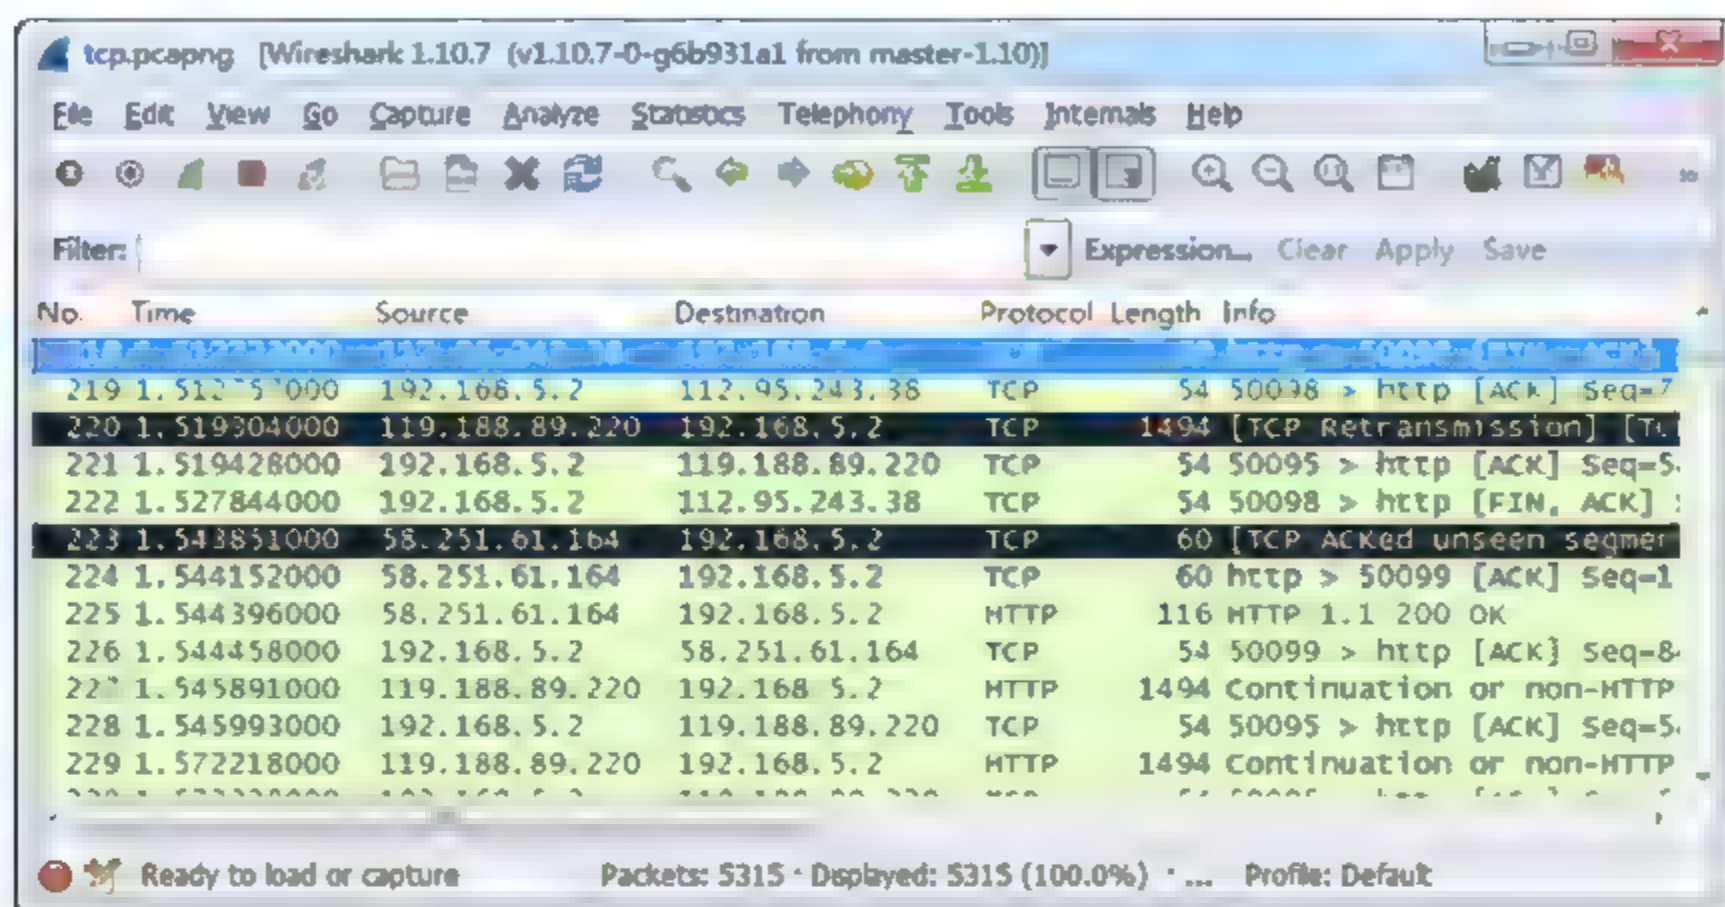 tcp.pcapng [Wireshark 1.10.7 (v1.10.7-0-g6b931a1 from master-1.10)]
File Edit View Go Capture Analyze Statistics Telephony Tools Internals Help
Filter: Expression... Clear Apply Save
No. Time Source Destination Protocol Length Info
219 192.168.5.2 112.95.243.38 TCP 54 50098 > http [ACK] Seq=7
220 1.519304000 119.188.89.220 192.168.5.2 TCP 1494 [TCP Retransmission]
221 1.519428000 192.168.5.2 119.188.89.220 TCP 54 50095 > http [ACK] Seq=5
222 1.527844000 192.168.5.2 112.95.243.38 TCP 54 50098 > http [FIN, ACK]
223 1.543851000 58.251.61.164 192.168.5.2 TCP 60 [TCP ACKed unseen segmer
224 1.544152000 58.251.61.164 192.168.5.2 TCP 60 http > 50099 [ACK] Seq=1
225 1.544396000 58.251.61.164 192.168.5.2 HTTP 116 HTTP 1.1 200 OK
226 1.544458000 192.168.5.2 58.251.61.164 TCP 54 50099 > http [ACK] Seq=8
227 1.545891000 119.188.89.220 192.168.5.2 HTTP 1494 Continuation or non-HTTP
228 1.545993000 192.168.5.2 119.188.89.220 TCP 54 50095 > http [ACK] Seq=5
229 1.572218000 119.188.89.220 192.168.5.2 HTTP 1494 Continuation or non-HTTP
Ready to load or capture Packets: 5315 · Displayed: 5315 (100.0%) · ... Profile: Default